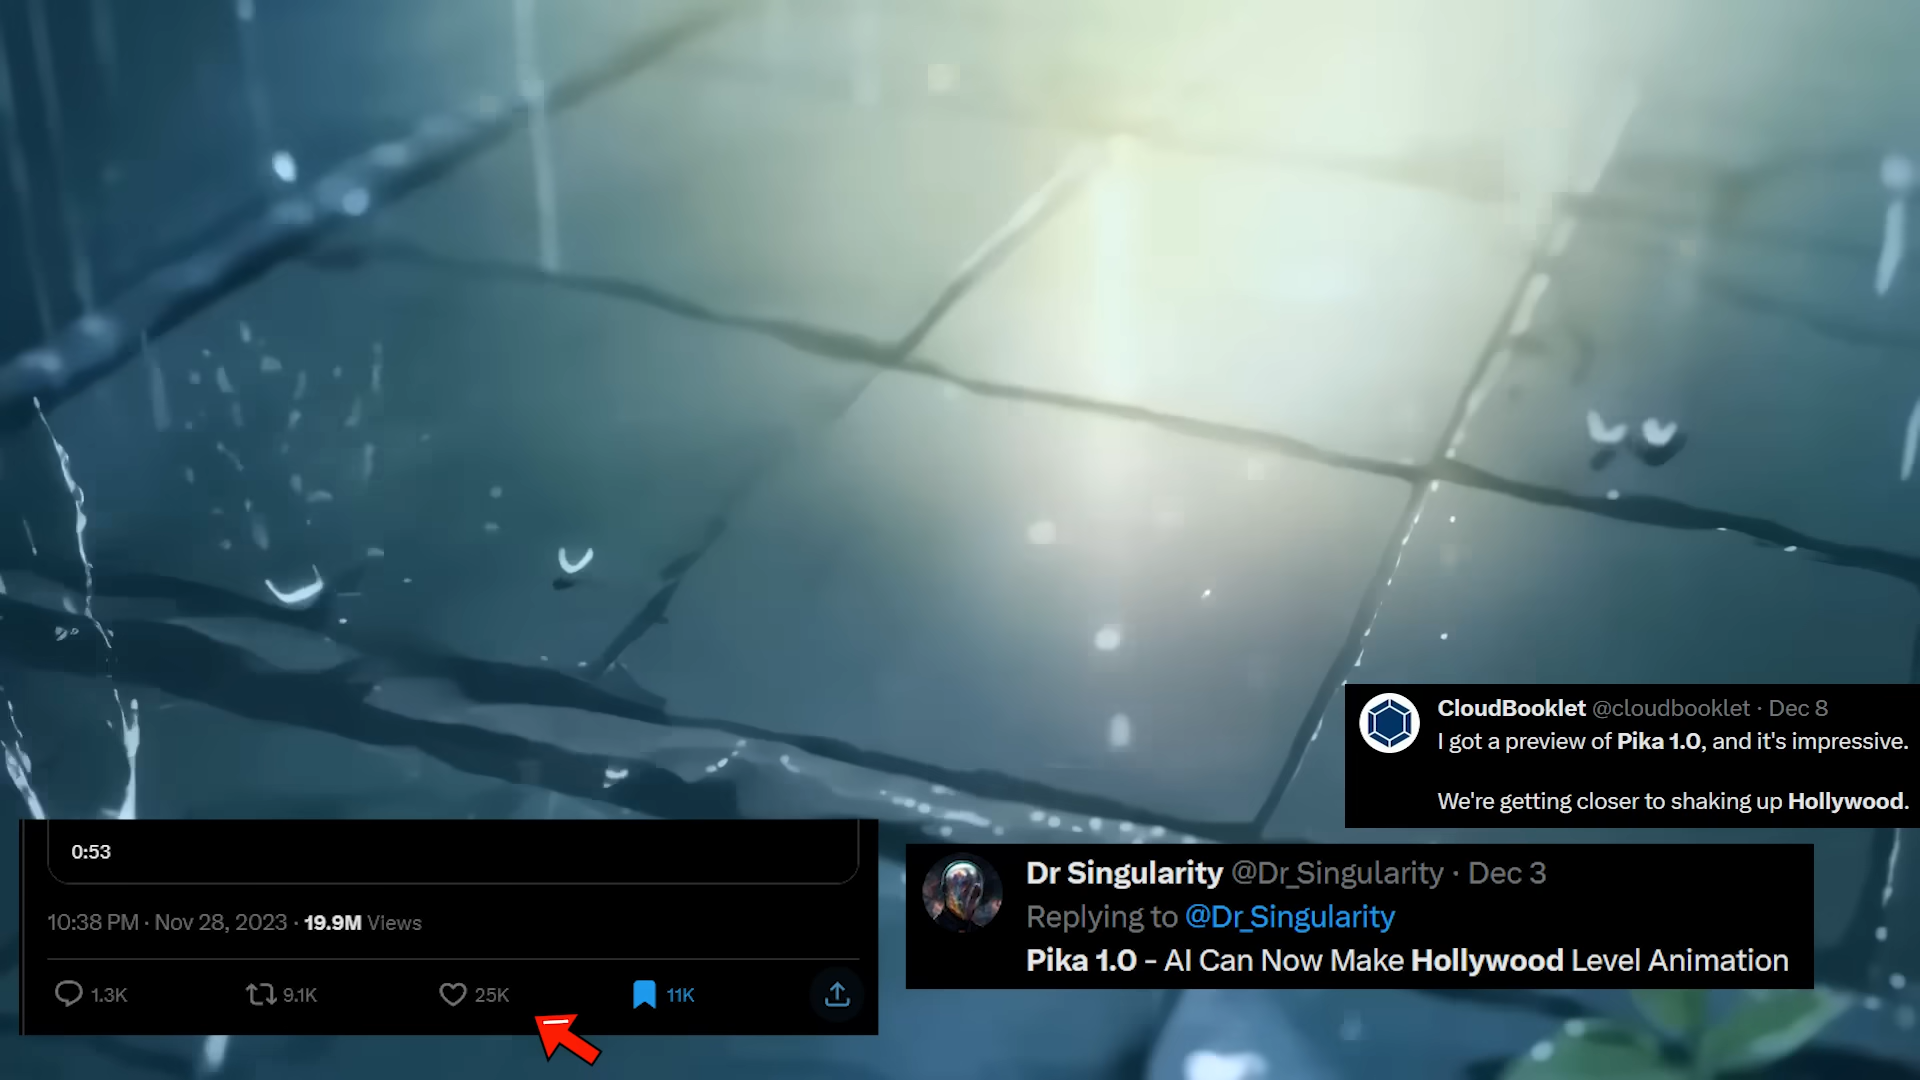 CloudBooklet @cloudbooklet · Dec 8
I got a preview of Pika 1.0, and it's impressive.
We're getting closer to shaking up Hollywood.
0:53
10:38 PM · Nov 28, 2023 · 19.9M Views
1.3K 9.1K 25K 11K
Dr Singularity @Dr_Singularity · Dec 3
Replying to @Dr_Singularity
Pika 1.0 - AI Can Now Make Hollywood Level Animation